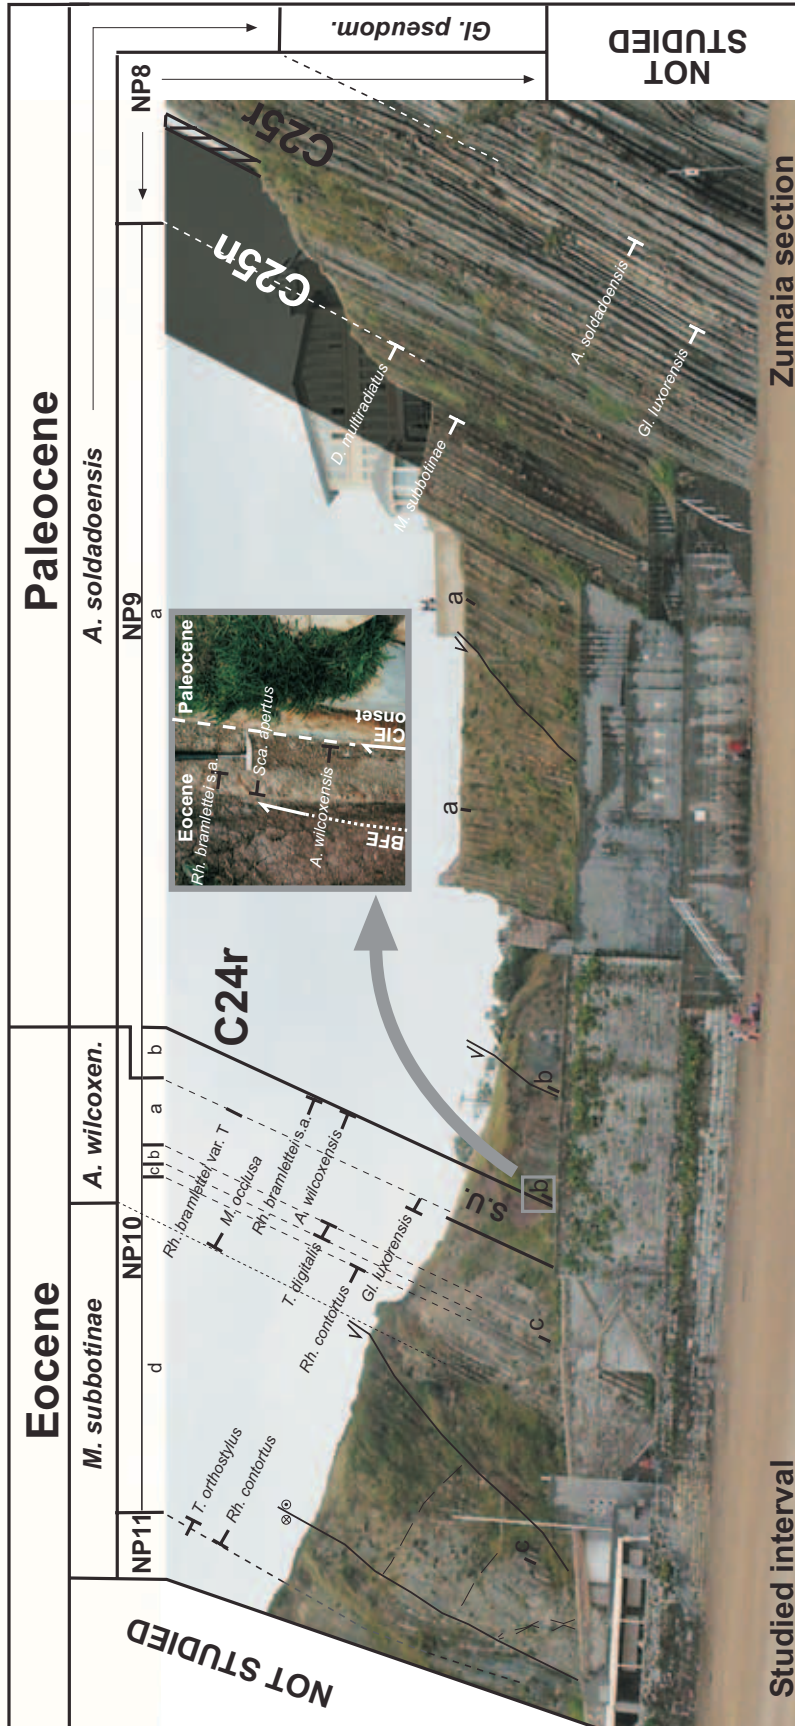 Eocene
Paleocene
M. subbotinae
A. wilcoxen.
A. soldadoensis
Gl. pseudom.
NP11
NP10
NP9
NP8
d
c
b
a
b
a
NOT STUDIED
NOT
STUDIED
C24r
C25n
C25r
T. orthostylus
Rh. contortus
Rh. bramlettei var. T
M. occlusa
Rh. bramlettei s.a.
A. wilcoxensis
T. digitalis
Rh. contortus
Gl. luxorensis
S.U.
Eocene
Paleocene
Rh. bramlettei s.a.
Sca. apertus
A. wilcoxensis
BFE
CIE
onset
D. multiradiatus
M. subbotinae
A. soldadoensis
Gl. luxorensis
c
c
b
b
a
a
Studied interval
Zumaia section